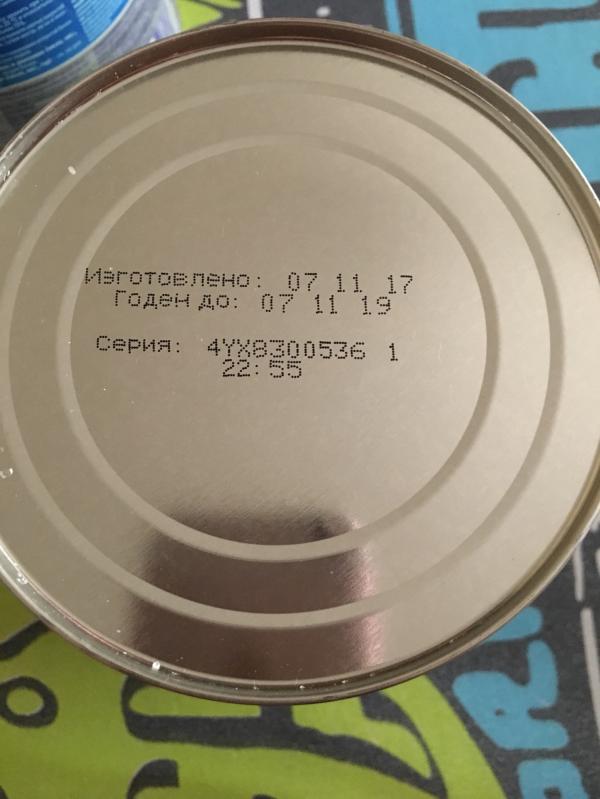 Изготовлено: 07 11 17
Годен до: 07 11 19
Серия: 4YX8300536 1
22:55